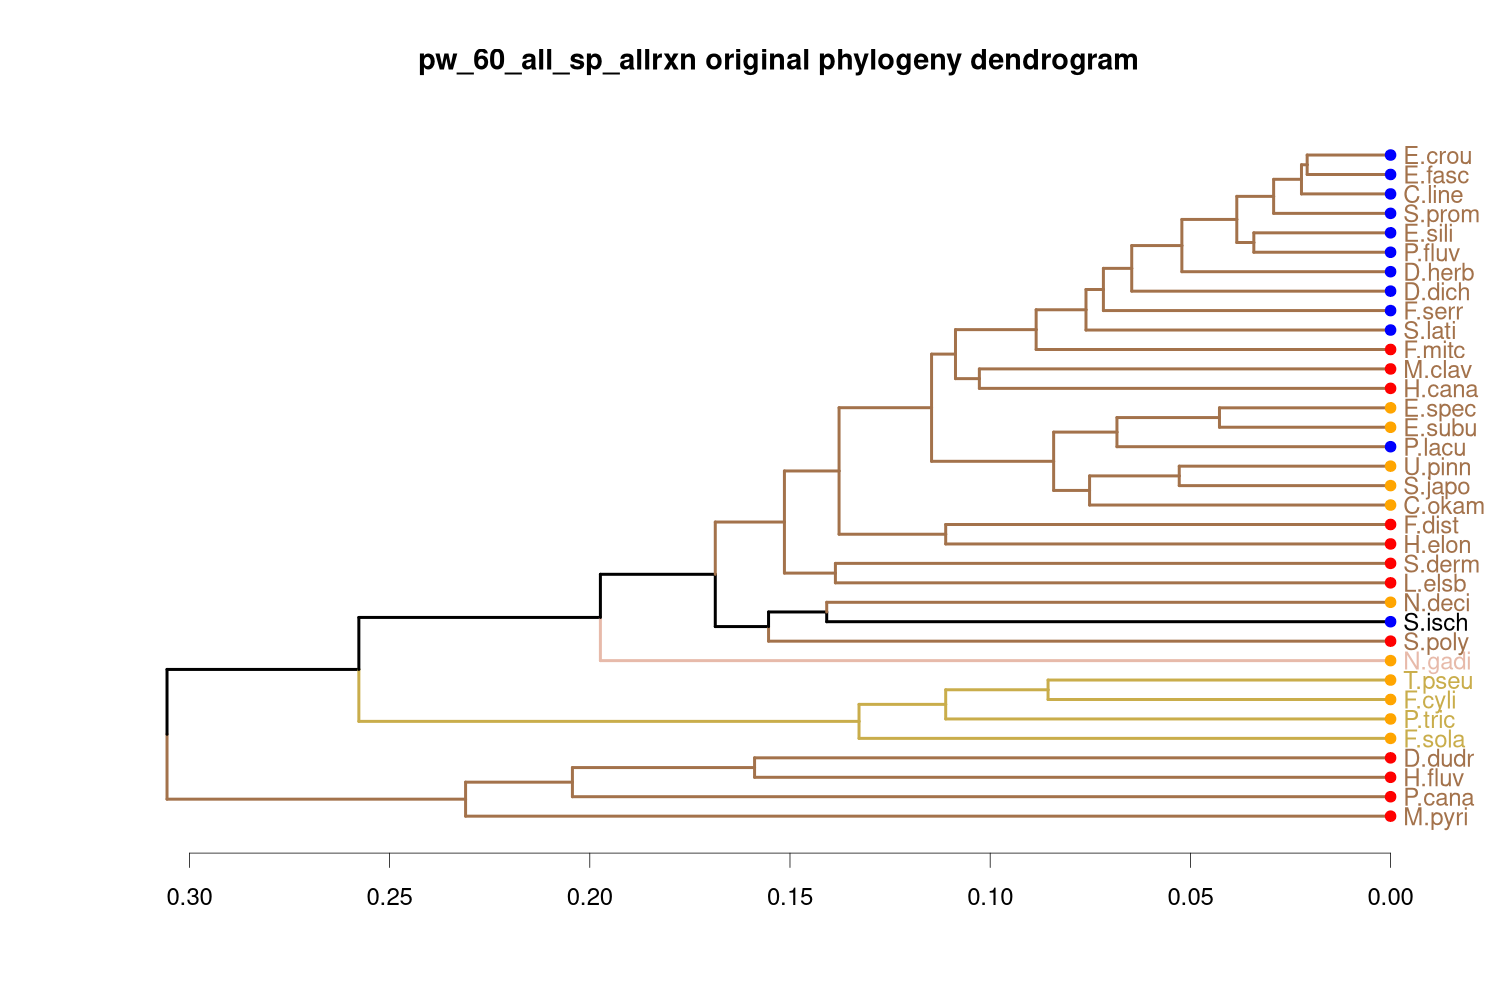 pw_60_all_sp_allrxn original phylogeny dendrogram
E.crou
E.fasc
C.line
S.prom
E.sili
P.fluv
D.herb
D.dich
F.serr
S.lati
F.mitc
M.clav
H.cana
E.spec
E.subu
P.lacu
U.pinn
S.japo
C.okam
F.dist
H.elon
S.derm
L.elsb
N.deci
S.isch
S.poly
N.gadi
T.pseu
F.cyli
P.tric
F.sola
D.dudr
H.fluv
P.cana
M.pyri
0.30 0.25 0.20 0.15 0.10 0.05 0.00